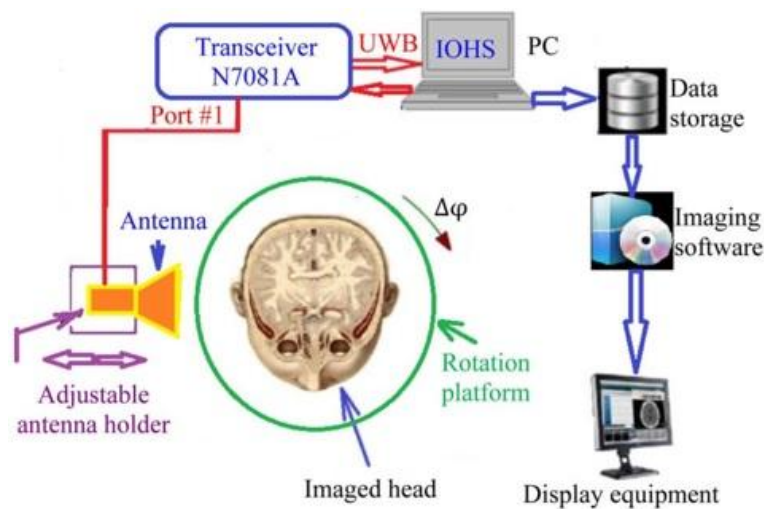 Transceiver
N7081A
UWB
IOHS
PC
Data
storage
Port #1
Antenna
Δφ
Imaging
software
Rotation
platform
Adjustable
antenna holder
Imaged head
Display equipment